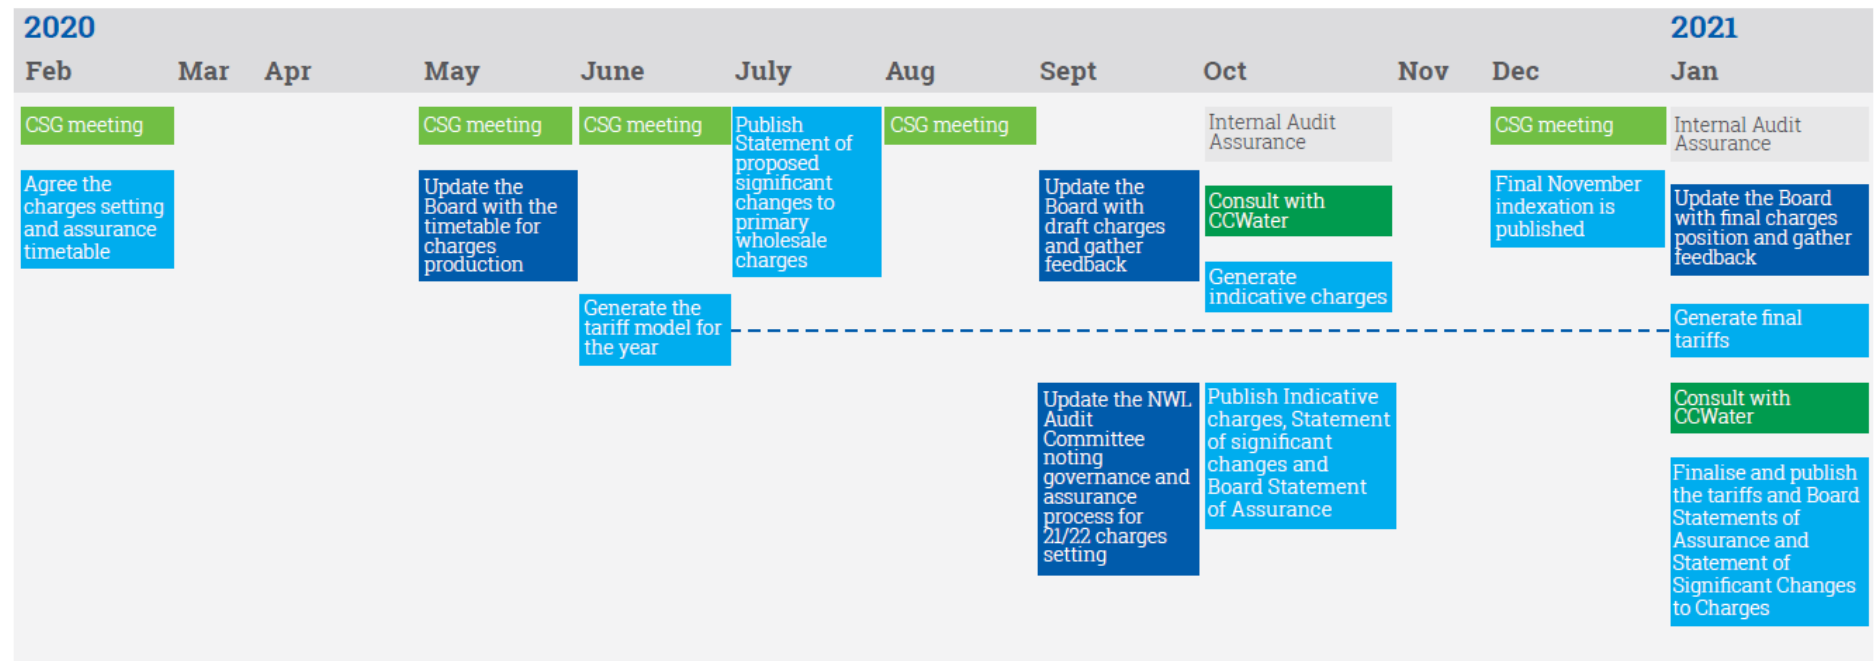 2020
2021
Feb
Mar
Apr
May
June
July
Aug
Sept
Oct
Nov
Dec
Jan
CSG meeting
Agree the
charges setting
and assurance
timetable
CSG meeting
Update the
Board with the
timetable for
charges
production
CSG meeting
Generate the
tariff model for
the year
Publish
Statement of
proposed
significant
changes to
primary
wholesale
charges
CSG meeting
Update the
Board with
draft charges
and gather
feedback
Update the NWL
Audit
Committee
noting
governance and
assurance
process for
21/22 charges
setting
Internal Audit
Assurance
Consult with
CCWater
Generate
indicative charges
Publish Indicative
charges, Statement
of significant
changes and
Board Statement
of Assurance
CSG meeting
Final November
indexation is
published
Internal Audit
Assurance
Update the Board
with final charges
position and gather
feedback
Generate final
tariffs
Consult with
CCWater
Finalise and publish
the tariffs and Board
Statements of
Assurance and
Statement of
Significant Changes
to Charges